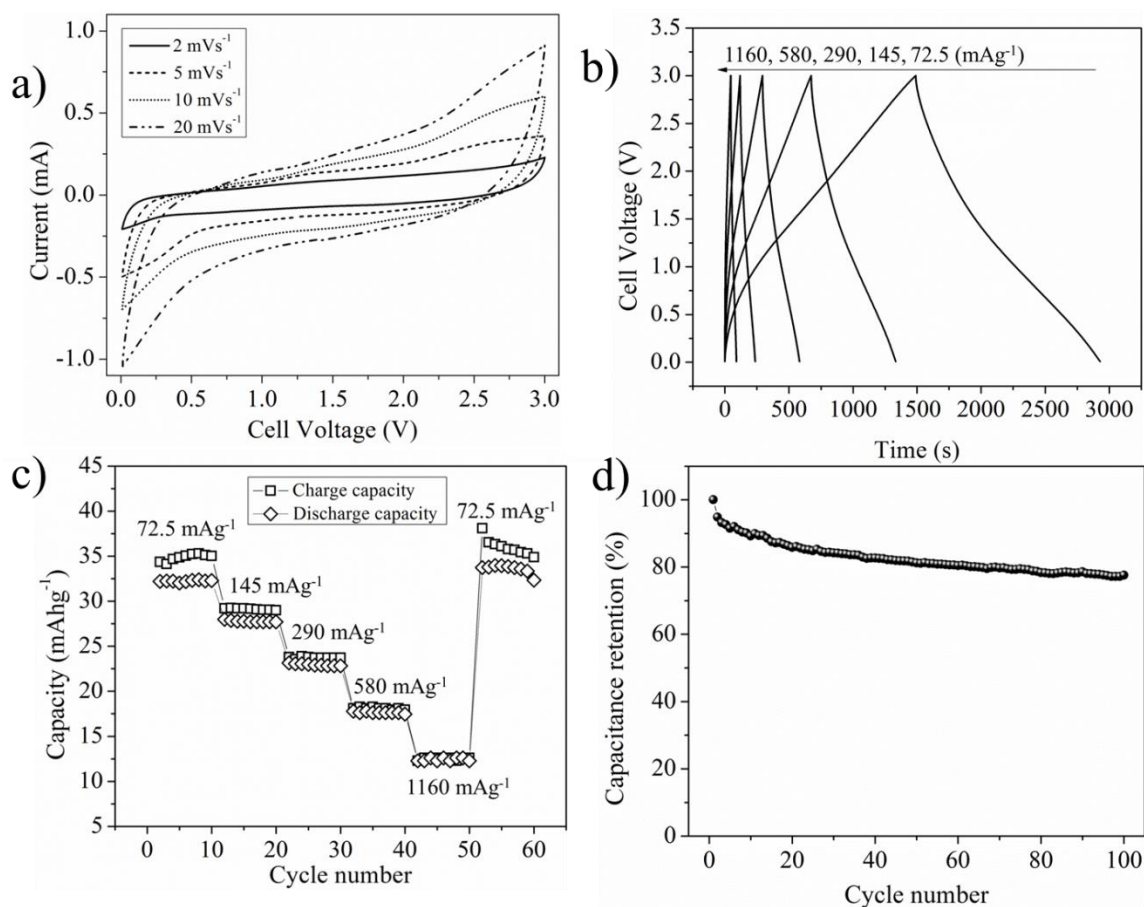 a)
1.0
0.5
0.0
-0.5
-1.0
Current (mA)
2 mVs⁻¹
5 mVs⁻¹
10 mVs⁻¹
20 mVs⁻¹
0.0 0.5 1.0 1.5 2.0 2.5 3.0
Cell Voltage (V)
b)
3.5
3.0
2.5
2.0
1.5
1.0
0.5
0.0
Cell Voltage (V)
1160, 580, 290, 145, 72.5 (mAg⁻¹)
0 500 1000 1500 2000 2500 3000
Time (s)
c)
45
40
35
30
25
20
15
10
5
Capacity (mAhg⁻¹)
Charge capacity
Discharge capacity
72.5 mAg⁻¹
145 mAg⁻¹
290 mAg⁻¹
580 mAg⁻¹
1160 mAg⁻¹
72.5 mAg⁻¹
0 10 20 30 40 50 60
Cycle number
d)
100
80
60
40
20
0
Capacitance retention (%)
0 20 40 60 80 100
Cycle number